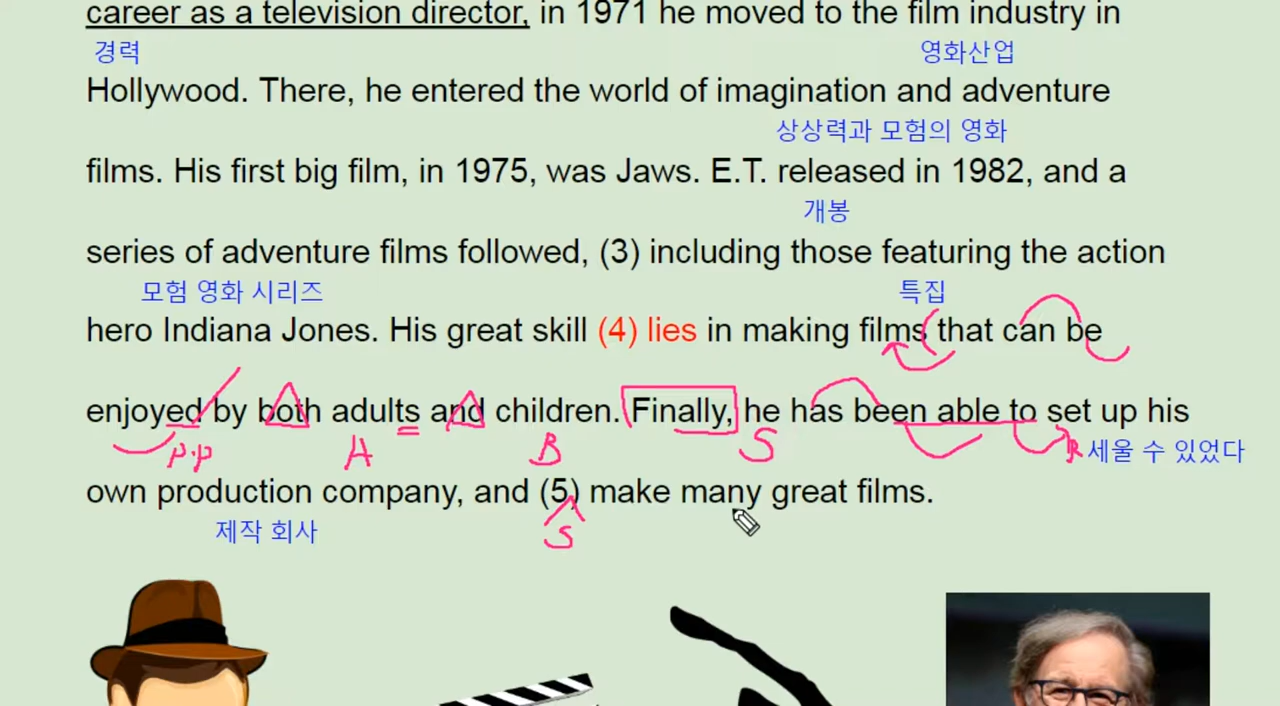 career as a television director, in 1971 he moved to the film industry in
경력 영화산업
Hollywood. There, he entered the world of imagination and adventure
상상력과 모험의 영화
films. His first big film, in 1975, was Jaws. E.T. released in 1982, and a
개봉
series of adventure films followed, (3) including those featuring the action
모험 영화 시리즈 특집
hero Indiana Jones. His great skill (4) lies in making films that can be
enjoyed by both adults and children. Finally, he has been able to set up his
p.p A B S R 세울 수 있었다
own production company, and (5) make many great films.
제작 회사 S